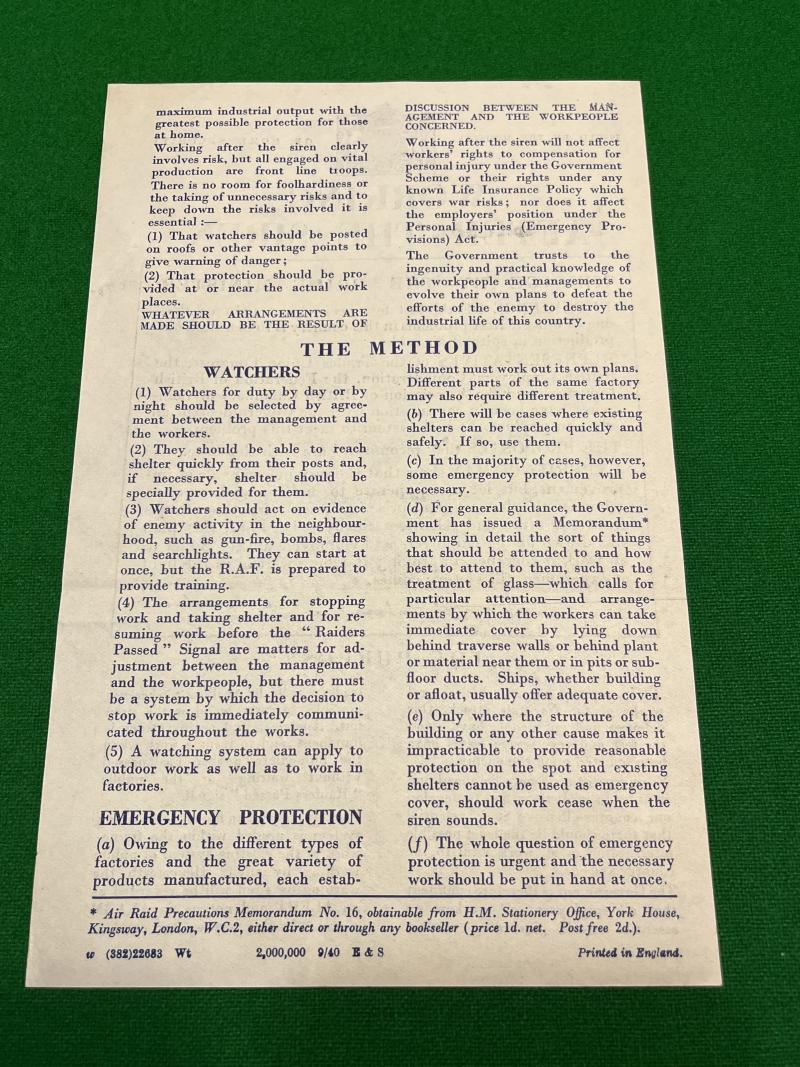 maximum industrial output with the
greatest possible protection for those
at home.
Working after the siren clearly
involves risk, but all engaged on vital
production are front line troops.
There is no room for foolhardiness or
the taking of unnecessary risks and to
keep down the risks involved it is
essential :—
(1) That watchers should be posted
on roofs or other vantage points to
give warning of danger ;
(2) That protection should be pro-
vided at or near the actual work
places.
WHATEVER ARRANGEMENTS ARE
MADE SHOULD BE THE RESULT OF
DISCUSSION BETWEEN THE MAN-
AGEMENT AND THE WORKPEOPLE
CONCERNED.
Working after the siren will not affect
workers' rights to compensation for
personal injury under the Government
Scheme or their rights under any
known Life Insurance Policy which
covers war risks ; nor does it affect
the employers' position under the
Personal Injuries (Emergency Pro-
visions) Act.
The Government trusts to the
ingenuity and practical knowledge of
the workpeople and managements to
evolve their own plans to defeat the
efforts of the enemy to destroy the
industrial life of this country.
THE METHOD
WATCHERS
(1) Watchers for duty by day or by
night should be selected by agree-
ment between the management and
the workers.
(2) They should be able to reach
shelter quickly from their posts and,
if necessary, shelter should be
specially provided for them.
(3) Watchers should act on evidence
of enemy activity in the neighbour-
hood, such as gun-fire, bombs, flares
and searchlights. They can start at
once, but the R.A.F. is prepared to
provide training.
(4) The arrangements for stopping
work and taking shelter and for re-
suming work before the " Raiders
Passed " Signal are matters for ad-
justment between the management
and the workpeople, but there must
be a system by which the decision to
stop work is immediately communi-
cated throughout the works.
(5) A watching system can apply to
outdoor work as well as to work in
factories.
EMERGENCY PROTECTION
(a) Owing to the different types of
factories and the great variety of
products manufactured, each estab-
lishment must work out its own plans.
Different parts of the same factory
may also require different treatment.
(b) There will be cases where existing
shelters can be reached quickly and
safely. If so, use them.
(c) In the majority of cases, however,
some emergency protection will be
necessary.
(d) For general guidance, the Govern-
ment has issued a Memorandum*
showing in detail the sort of things
that should be attended to and how
best to attend to them, such as the
treatment of glass—which calls for
particular attention—and arrange-
ments by which the workers can take
immediate cover by lying down
behind traverse walls or behind plant
or material near them or in pits or sub-
floor ducts. Ships, whether building
or afloat, usually offer adequate cover.
(e) Only where the structure of the
building or any other cause makes it
impracticable to provide reasonable
protection on the spot and existing
shelters cannot be used as emergency
cover, should work cease when the
siren sounds.
(f) The whole question of emergency
protection is urgent and the necessary
work should be put in hand at once.
* Air Raid Precautions Memorandum No. 16, obtainable from H.M. Stationery Office, York House,
Kingsway, London, W.C.2, either direct or through any bookseller (price 1d. net. Post free 2d.).
w (382)22683 Wt 2,000,000 9/40 E & S Printed in England.